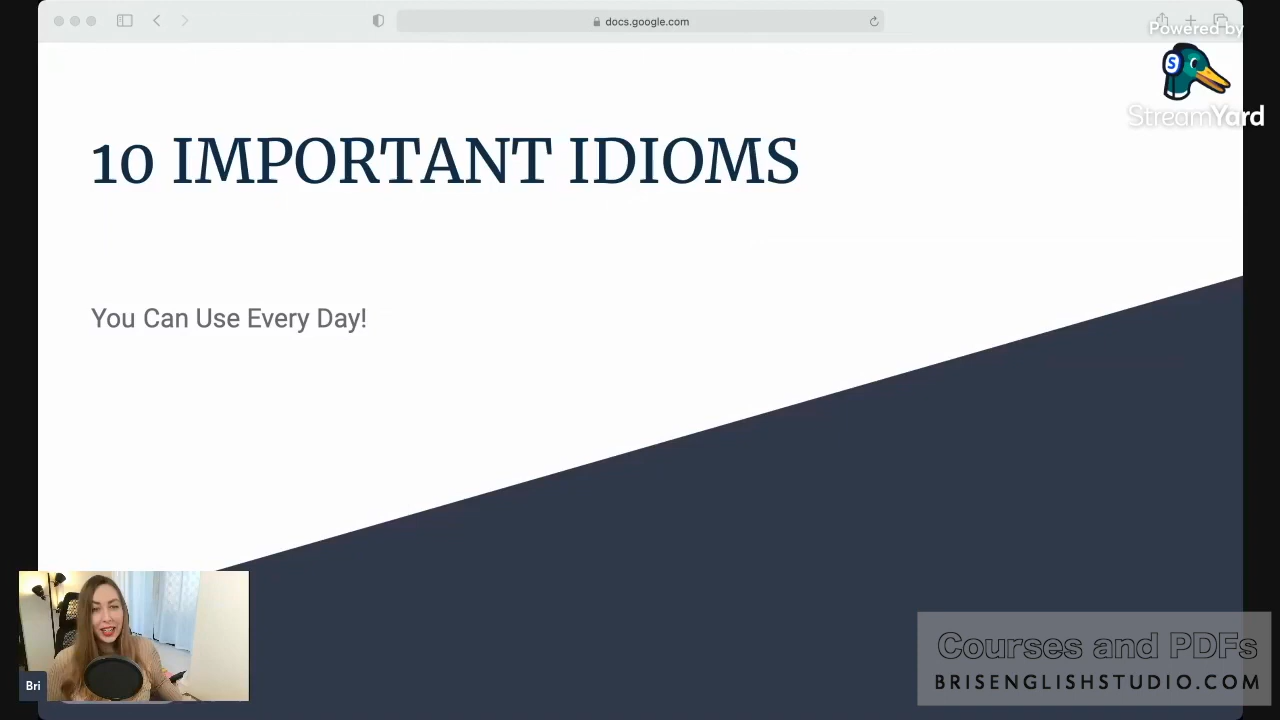 docs.google.com
Powered by
StreamYard
10 IMPORTANT IDIOMS
You Can Use Every Day!
Bri
Courses and PDFs
BRISENGLISHSTUDIO.COM